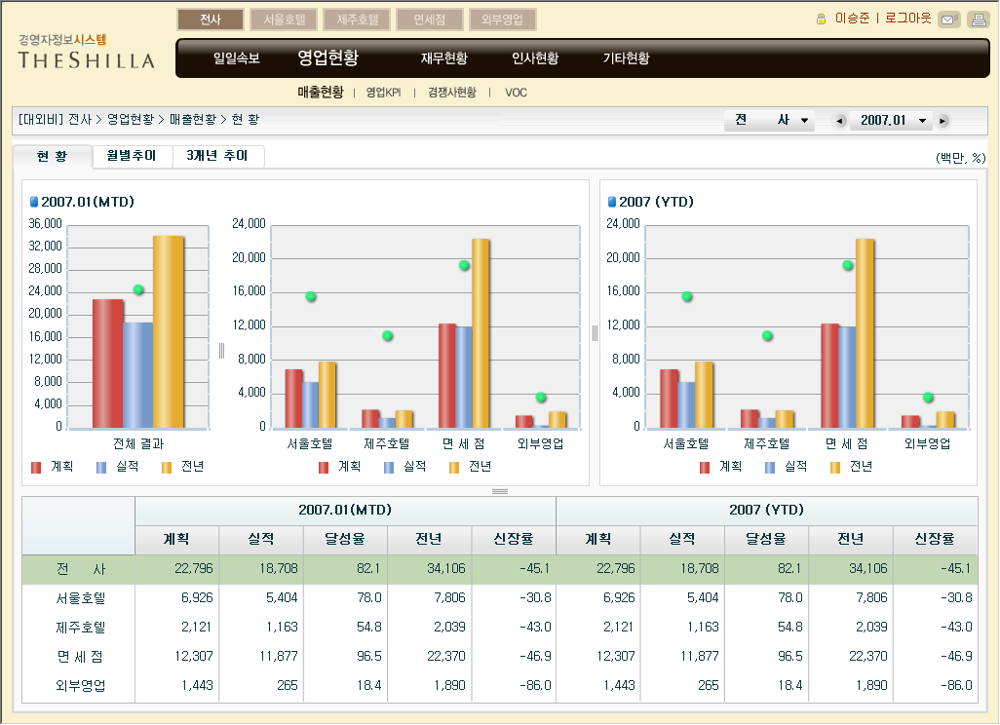 전사 서울호텔 제주호텔 면세점 외부영업
이승준 | 로그아웃
경영자정보시스템
THE SHILLA
일일속보 영업현황 재무현황 인사현황 기타현황
매출현황 | 영업KPI | 경쟁사현황 | VOC
[대외비] 전사 > 영업현황 > 매출현황 > 현 황
전 사 ▼ ◄ 2007.01 ▼ ►
현 황 월별추이 3개년 추이
(백만, %)
2007.01(MTD)
36,000
32,000
28,000
24,000
20,000
16,000
12,000
8,000
4,000
0
전체 결과
계획 실적 전년
24,000
20,000
16,000
12,000
8,000
4,000
0
서울호텔 제주호텔 면 세 점 외부영업
계획 실적 전년
2007 (YTD)
24,000
20,000
16,000
12,000
8,000
4,000
0
서울호텔 제주호텔 면 세 점 외부영업
계획 실적 전년
2007.01(MTD) 2007 (YTD)
계획 실적 달성율 전년 신장률 계획 실적 달성율 전년 신장률
전 사 22,796 18,708 82.1 34,106 -45.1 22,796 18,708 82.1 34,106 -45.1
서울호텔 6,926 5,404 78.0 7,806 -30.8 6,926 5,404 78.0 7,806 -30.8
제주호텔 2,121 1,163 54.8 2,039 -43.0 2,121 1,163 54.8 2,039 -43.0
면 세 점 12,307 11,877 96.5 22,370 -46.9 12,307 11,877 96.5 22,370 -46.9
외부영업 1,443 265 18.4 1,890 -86.0 1,443 265 18.4 1,890 -86.0